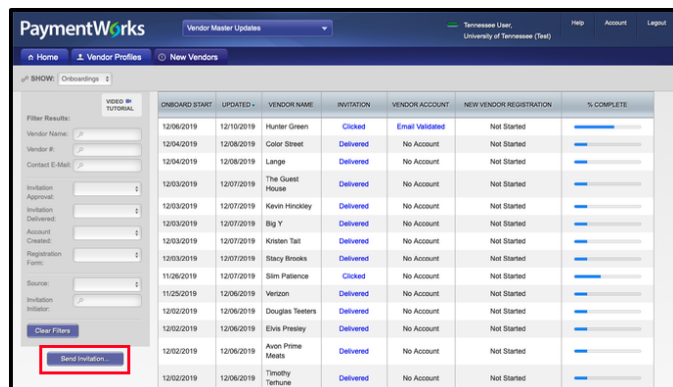 PaymentWorks
Vendor Master Updates
Tennessee User,
University of Tennessee (Test)
Help Account Logout
Home Vendor Profiles New Vendors
SHOW: Onboardings
VIDEO
TUTORIAL
Filter Results:
Vendor Name:
Vendor #:
Contact E-Mail:
Invitation
Approval:
Invitation
Delivered:
Account
Created:
Registration
Form:
Source:
Invitation
Initiator:
Clear Filters
Send Invitation...
ONBOARD START UPDATED VENDOR NAME INVITATION VENDOR ACCOUNT NEW VENDOR REGISTRATION % COMPLETE
12/06/2019 12/10/2019 Hunter Green Clicked Email Validated Not Started
12/04/2019 12/08/2019 Color Street Delivered No Account Not Started
12/04/2019 12/08/2019 Lange Delivered No Account Not Started
12/03/2019 12/07/2019 The Guest
House Delivered No Account Not Started
12/03/2019 12/07/2019 Kevin Hinckley Delivered No Account Not Started
12/03/2019 12/07/2019 Big Y Delivered No Account Not Started
12/03/2019 12/07/2019 Kristen Tait Delivered No Account Not Started
12/03/2019 12/07/2019 Stacy Brooks Delivered No Account Not Started
11/26/2019 12/07/2019 Slim Patience Clicked No Account Not Started
11/25/2019 12/06/2019 Verizon Delivered No Account Not Started
12/02/2019 12/06/2019 Douglas Teeters Delivered No Account Not Started
12/02/2019 12/06/2019 Elvis Presley Delivered No Account Not Started
12/02/2019 12/06/2019 Avon Prime
Meats Delivered No Account Not Started
12/02/2019 12/06/2019 Timothy
Terhune Delivered No Account Not Started